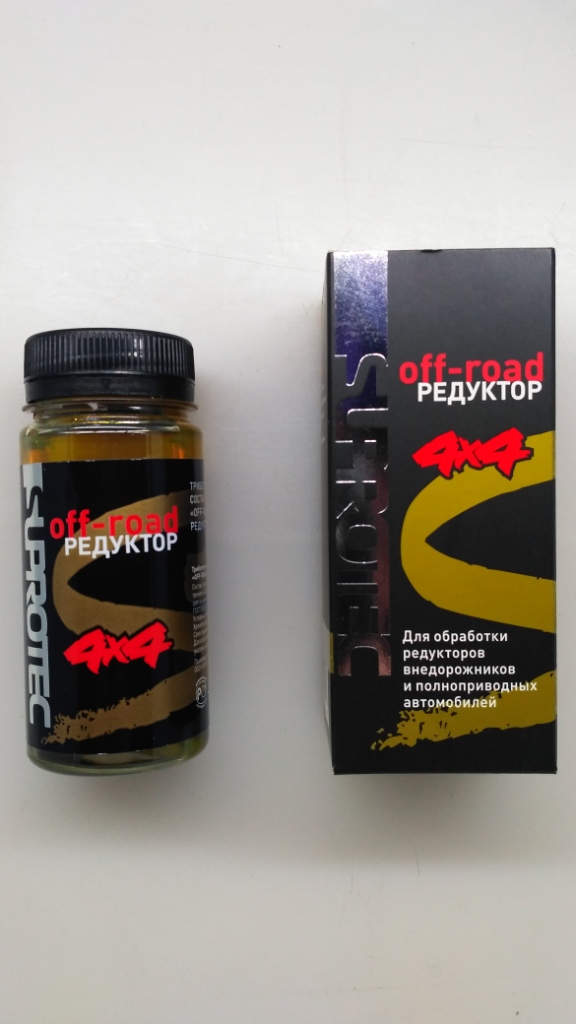 SUPROTEC
off-road
РЕДУКТОР
4x4
SUPROTEC
off-road
РЕДУКТОР
4x4
Для обработки
редукторов
внедорожников
и полноприводных
автомобилей